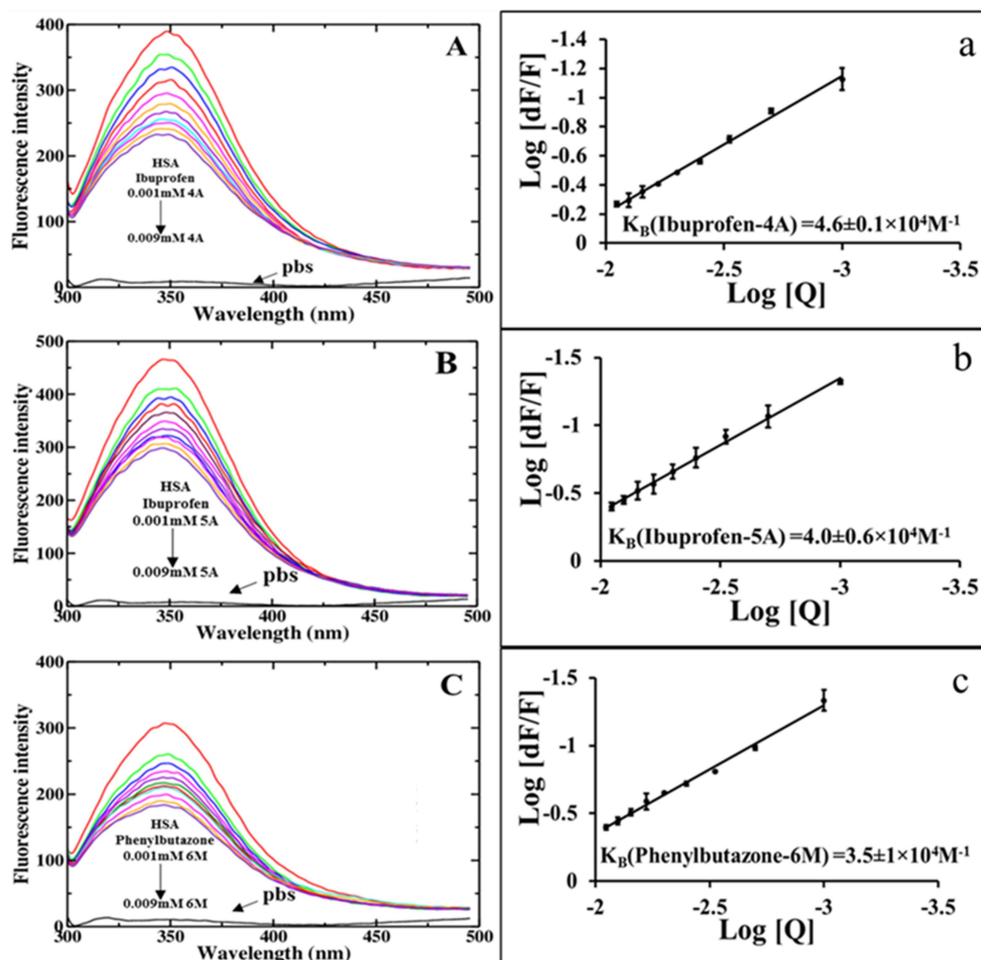 A
Fluorescence intensity
400
300
200
100
0
HSA
Ibuprofen
0.001mM 4A
0.009mM 4A
pbs
300
350
400
450
500
Wavelength (nm)
a
Log [dF/F]
-1.4
-1.2
-1
-0.8
-0.6
-0.4
-0.2
0
K_B(Ibuprofen-4A) =4.6±0.1×10⁴M⁻¹
-2
-2.5
-3
-3.5
Log [Q]
B
Fluorescence intensity
500
400
300
200
100
0
HSA
Ibuprofen
0.001mM 5A
0.009mM 5A
pbs
300
350
400
450
500
Wavelength (nm)
b
Log [dF/F]
-1.5
-1
-0.5
0
K_B(Ibuprofen-5A) =4.0±0.6×10⁴M⁻¹
-2
-2.5
-3
-3.5
Log [Q]
C
Fluorescence intensity
400
300
200
100
0
HSA
Phenylbutazone
0.001mM 6M
0.009mM 6M
pbs
300
350
400
450
500
Wavelength (nm)
c
Log [dF/F]
-1.5
-1
-0.5
0
K_B(Phenylbutazone-6M) =3.5±1×10⁴M⁻¹
-2
-2.5
-3
-3.5
Log [Q]